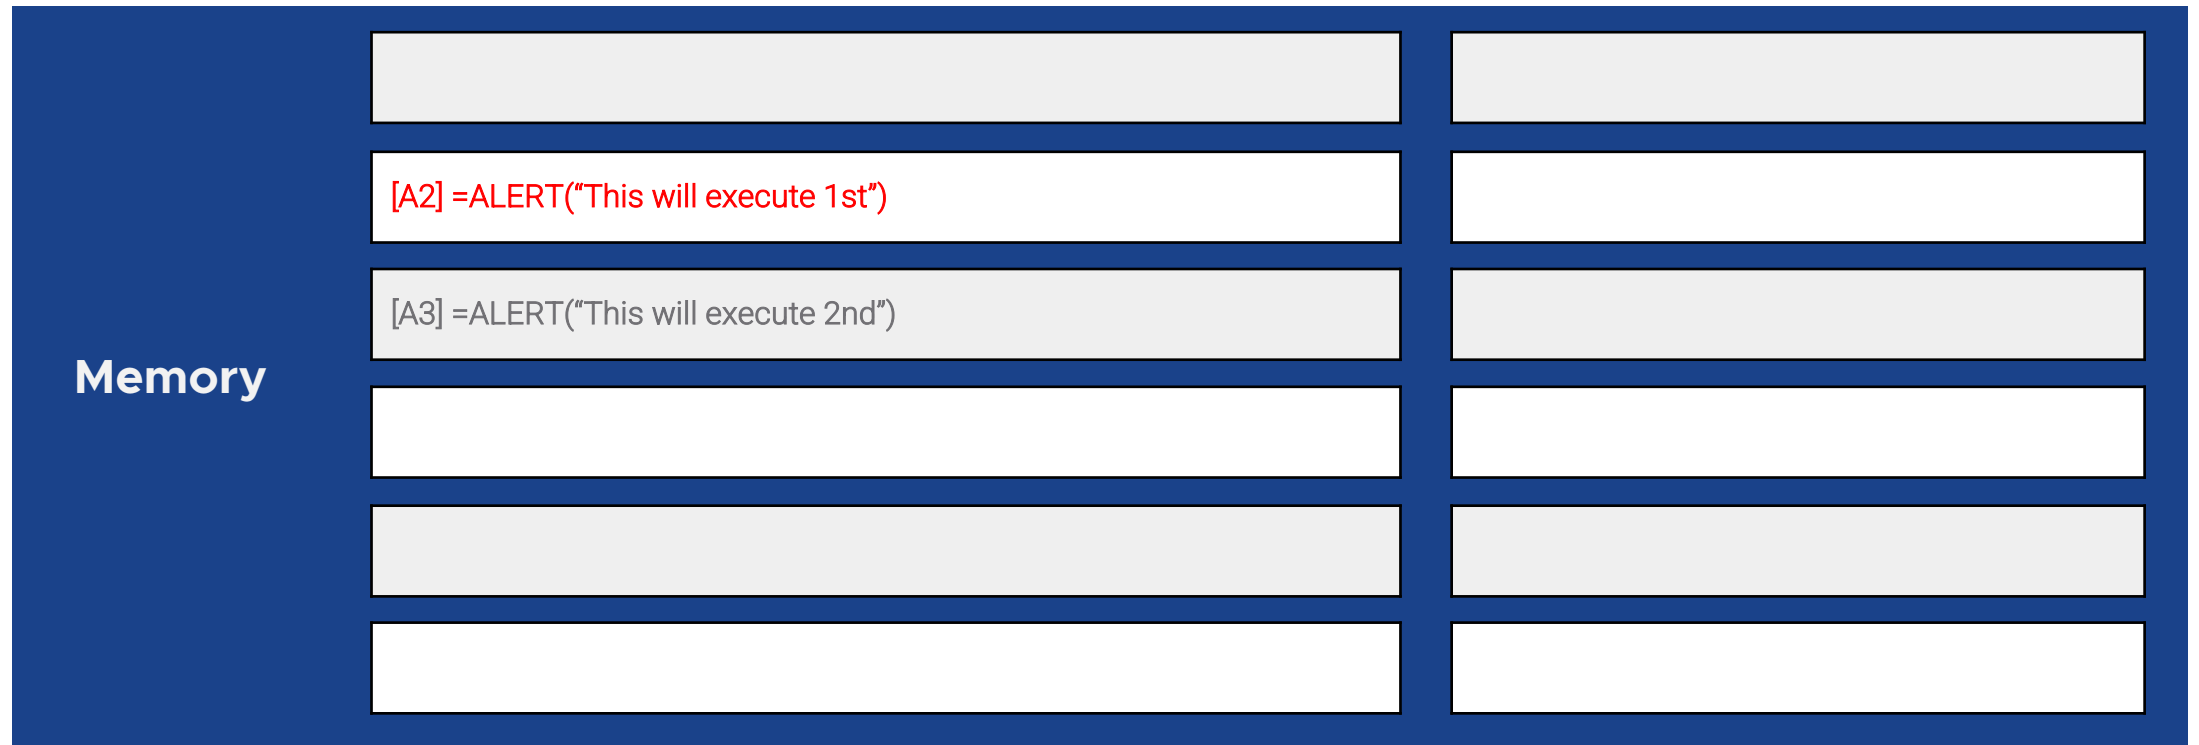 [A2] =ALERT(“This will execute 1st”)
[A3] =ALERT(“This will execute 2nd”)
Memory